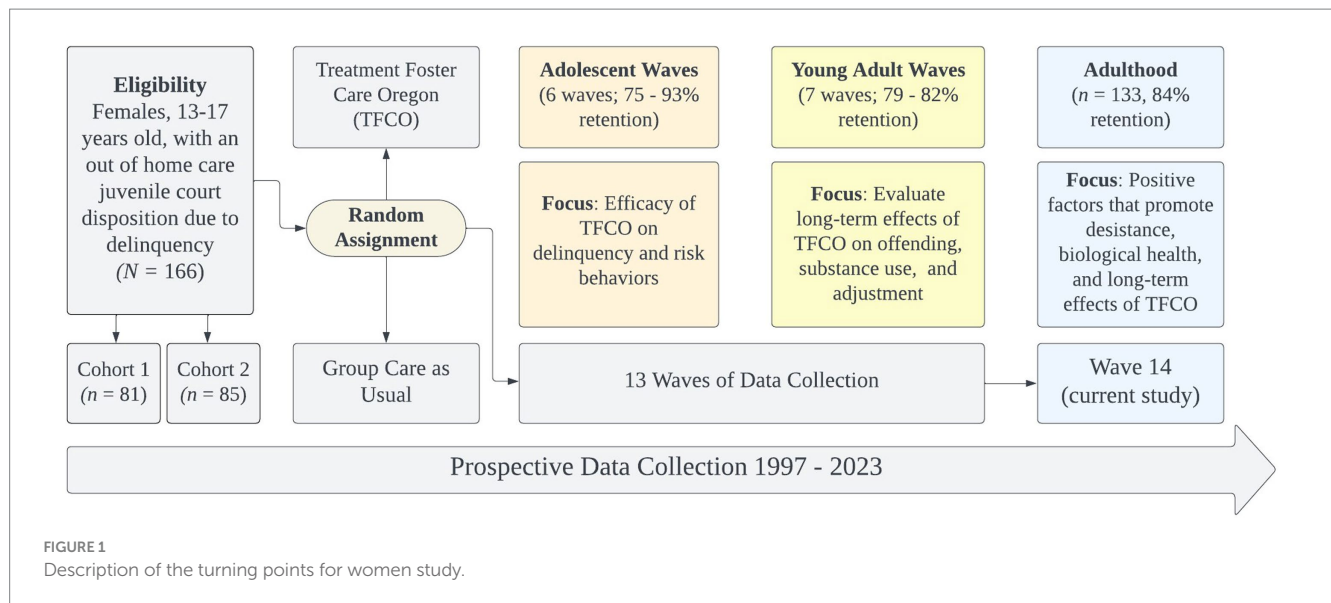 Eligibility
Females, 13-17
years old, with an
out of home care
juvenile court
disposition due to
delinquency
(N = 166)
Cohort 1
(n = 81)
Cohort 2
(n = 85)
Treatment Foster
Care Oregon
(TFCO)
Random
Assignment
Group Care as
Usual
Adolescent Waves
(6 waves; 75 - 93%
retention)
Focus: Efficacy of
TFCO on
delinquency and risk
behaviors
Young Adult Waves
(7 waves; 79 - 82%
retention)
Focus: Evaluate
long-term effects of
TFCO on offending,
substance use, and
adjustment
13 Waves of Data Collection
Adulthood
(n = 133, 84%
retention)
Focus: Positive
factors that promote
desistance,
biological health,
and long-term
effects of TFCO
Wave 14
(current study)
Prospective Data Collection 1997 - 2023
FIGURE 1
Description of the turning points for women study.